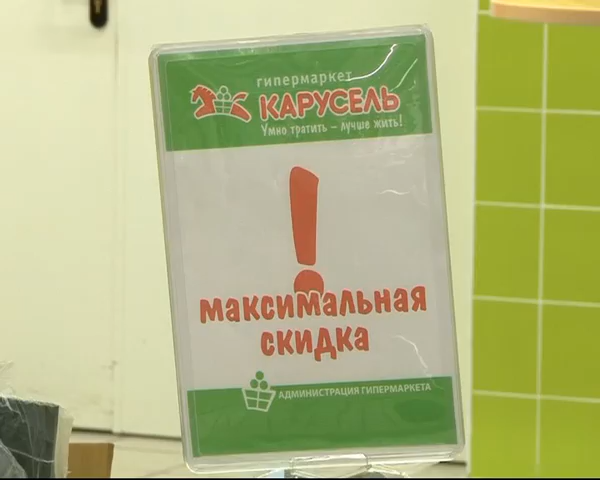 гипермаркет
КАРУСЕЛЬ
Умно тратить – лучше жить!
!
максимальная
скидка
АДМИНИСТРАЦИЯ ГИПЕРМАРКЕТА